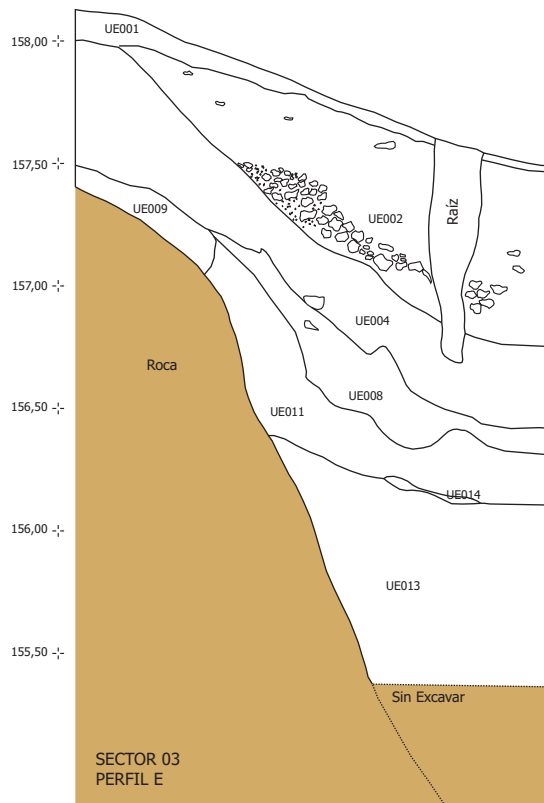 UE001
158,00
157,50
UE009
UE002
Raíz
157,00
UE004
Roca
UE008
156,50
UE011
UE014
156,00
UE013
155,50
Sin Excavar
SECTOR 03
PERFIL E